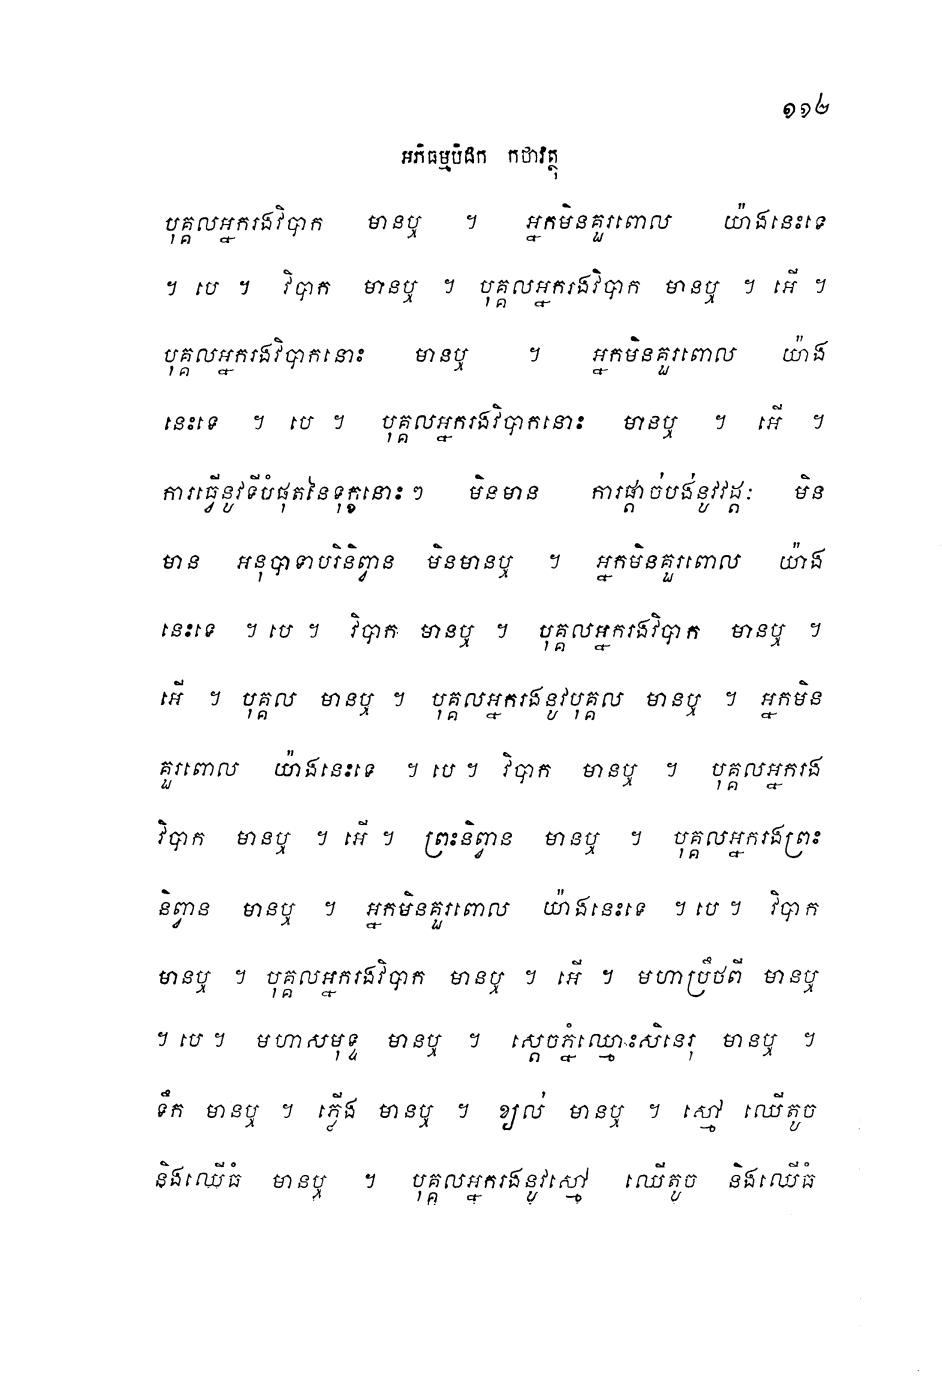 ១១២
អភិធម្មបិដក កថាវត្ថុ
បុគ្គលអ្នករងវិបាក មានឬ ។ អ្នកមិនគួរពោល យ៉ាងនេះទេ
។ បេ ។ វិបាក មានឬ ។ បុគ្គលអ្នករងវិបាក មានឬ ។ អើ ។
បុគ្គលអ្នករងវិបាកនោះ មានឬ ។ អ្នកមិនគួរពោល យ៉ាង
នេះទេ ។ បេ ។ បុគ្គលអ្នករងវិបាកនោះ មានឬ ។ អើ ។
ការធ្វើនូវទីបំផុតនៃទុក្ខនោះៗ មិនមាន ការផ្តាច់បង់នូវវដ្តៈ មិន
មាន អនុបាទាបរិនិព្វាន មិនមានឬ ។ អ្នកមិនគួរពោល យ៉ាង
នេះទេ ។ បេ ។ វិបាក មានឬ ។ បុគ្គលអ្នករងវិបាក មានឬ ។
អើ ។ បុគ្គល មានឬ ។ បុគ្គលអ្នករងនូវបុគ្គល មានឬ ។ អ្នកមិន
គួរពោល យ៉ាងនេះទេ ។ បេ ។ វិបាក មានឬ ។ បុគ្គលអ្នករង
វិបាក មានឬ ។ អើ ។ ព្រះនិព្វាន មានឬ ។ បុគ្គលអ្នករងព្រះ
និព្វាន មានឬ ។ អ្នកមិនគួរពោល យ៉ាងនេះទេ ។ បេ ។ វិបាក
មានឬ ។ បុគ្គលអ្នករងវិបាក មានឬ ។ អើ ។ មហាប្រឹថពី មានឬ
។ បេ ។ មហាសមុទ្ទ មានឬ ។ ស្តេចភ្នំឈ្មោះសិនេរុ មានឬ ។
ទឹក មានឬ ។ ភ្លើង មានឬ ។ ខ្យល់ មានឬ ។ ស្មៅ ឈើតូច
និងឈើធំ មានឬ ។ បុគ្គលអ្នករងនូវស្មៅ ឈើតូច និងឈើធំ